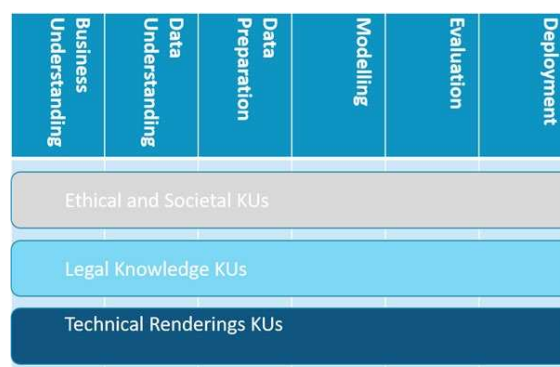 Business
Understanding
Data
Understanding
Data
Preparation
Modelling
Evaluation
Deployment
Ethical and Societal KUs
Legal Knowledge KUs
Technical Renderings KUs